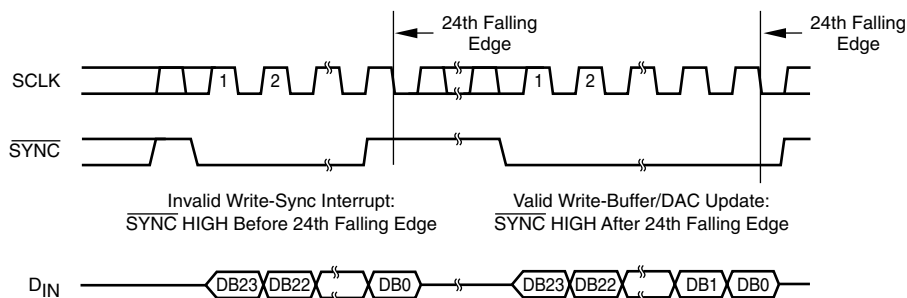 24th Falling
Edge
24th Falling
Edge
SCLK
1
2
1
2
SYNC
Invalid Write-Sync Interrupt:
SYNC HIGH Before 24th Falling Edge
Valid Write-Buffer/DAC Update:
SYNC HIGH After 24th Falling Edge
DIN
DB23
DB22
DB0
DB23
DB22
DB1
DB0